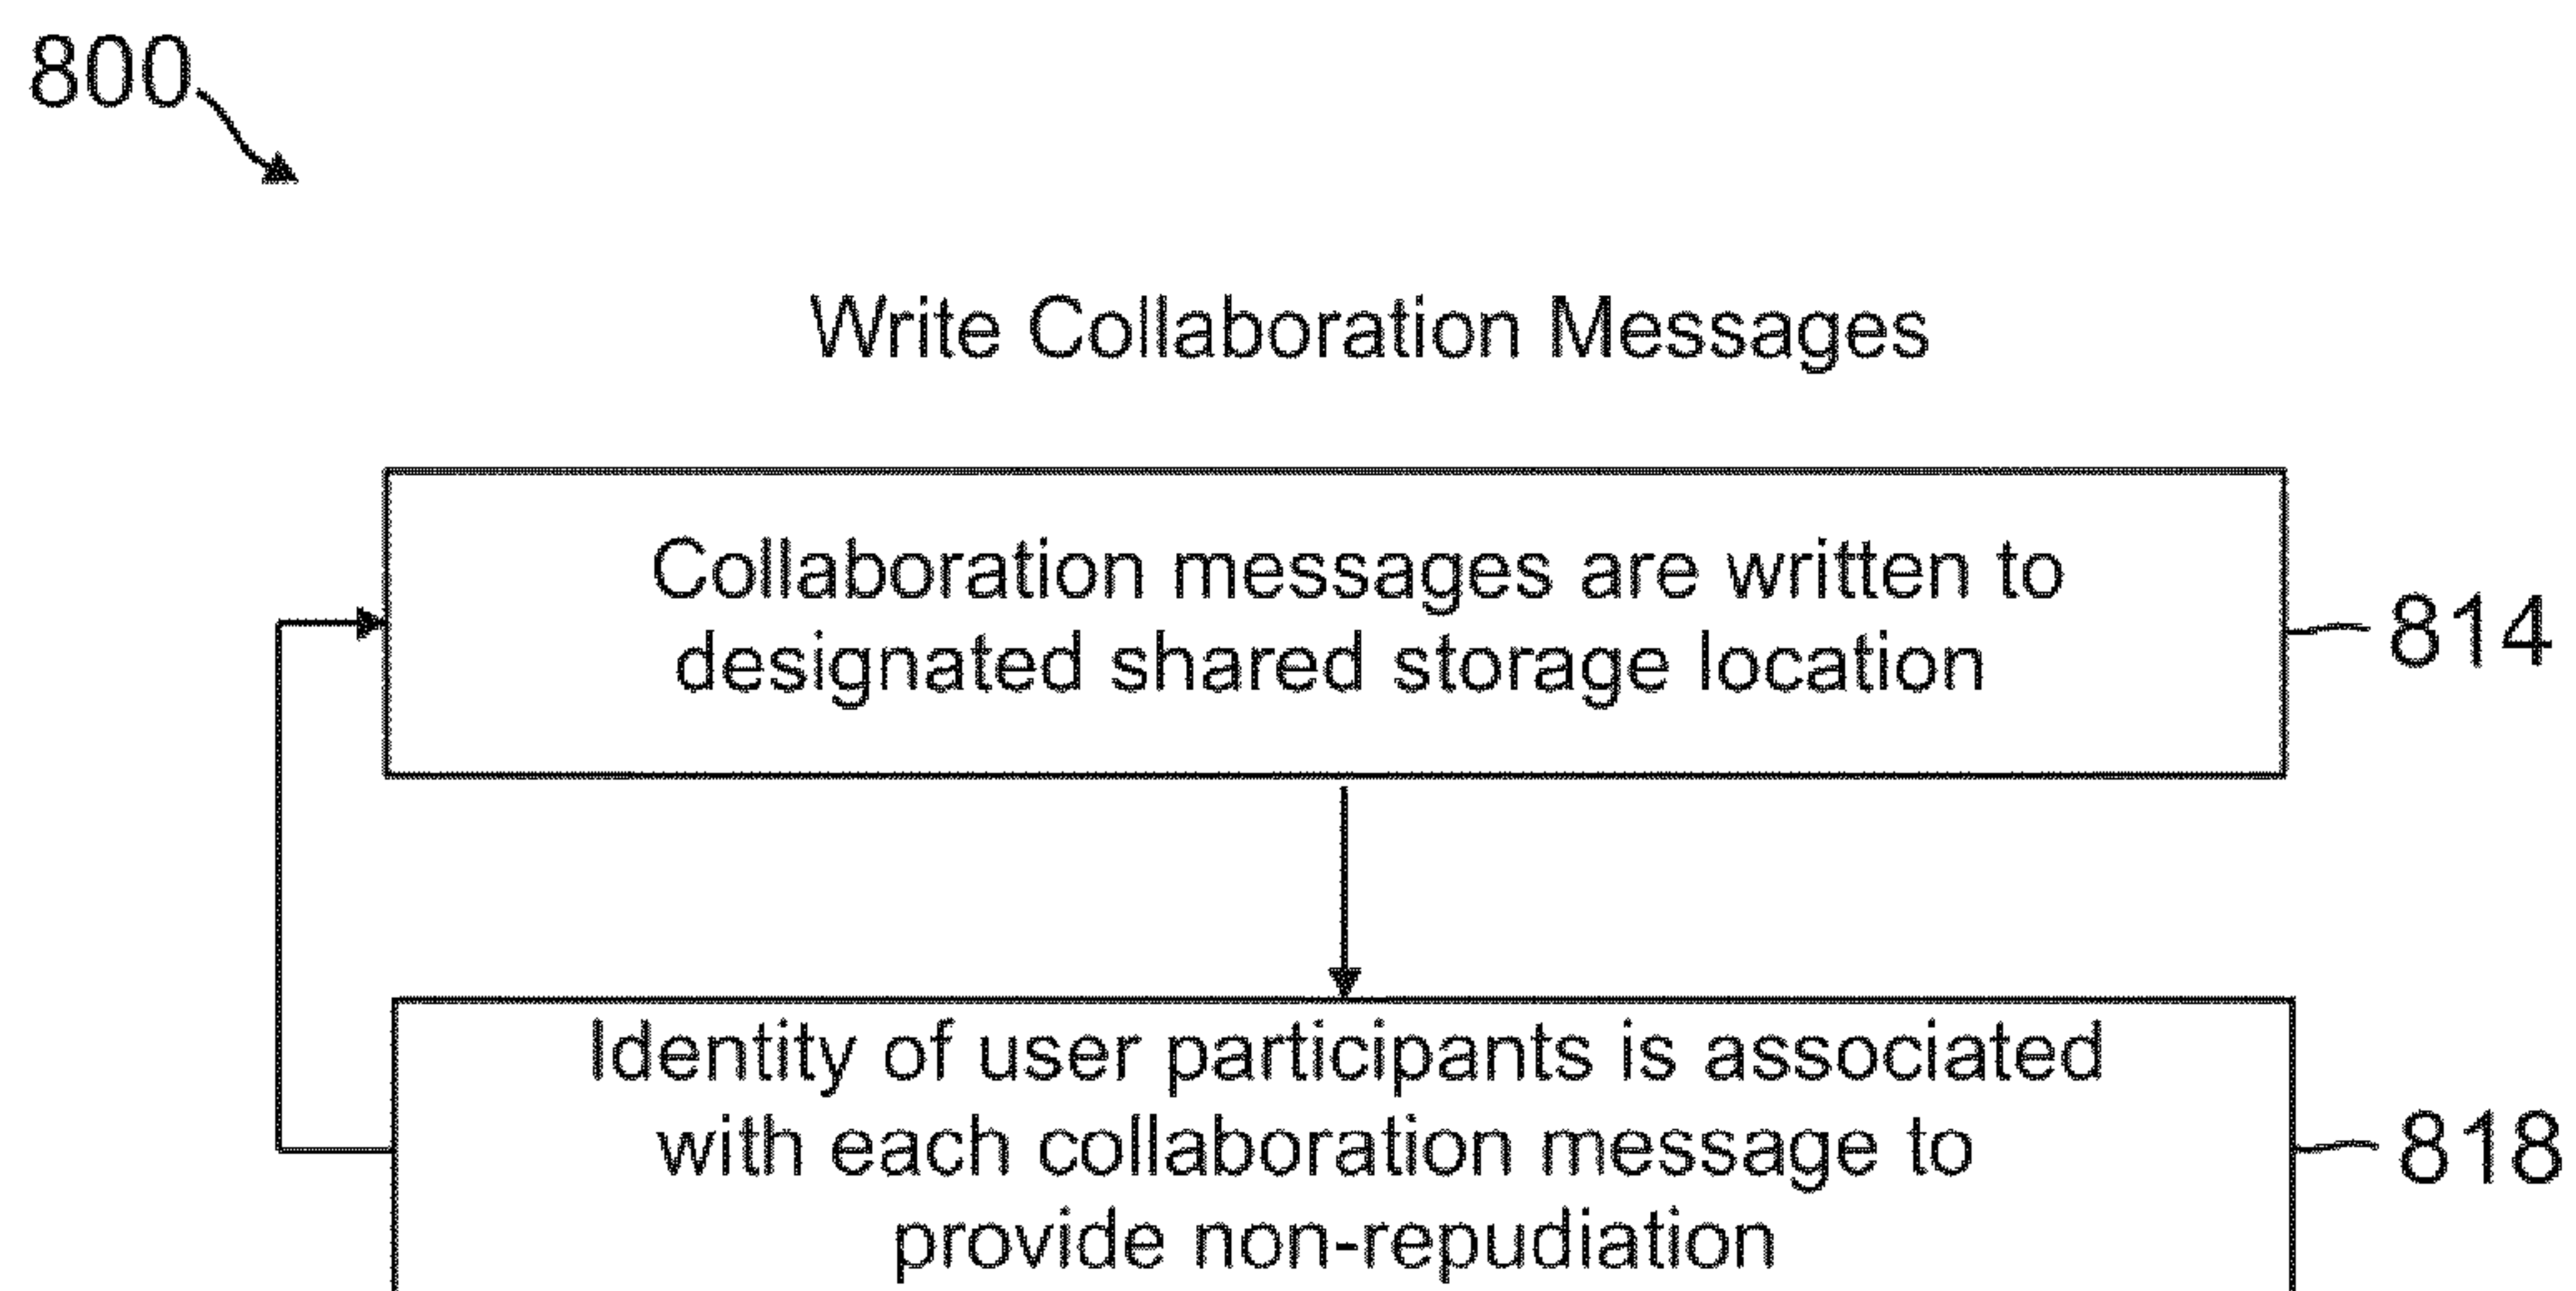 800
Write Collaboration Messages
Collaboration messages are written to
designated shared storage location
814
Identity of user participants is associated
with each collaboration message to
provide non-repudiation
818